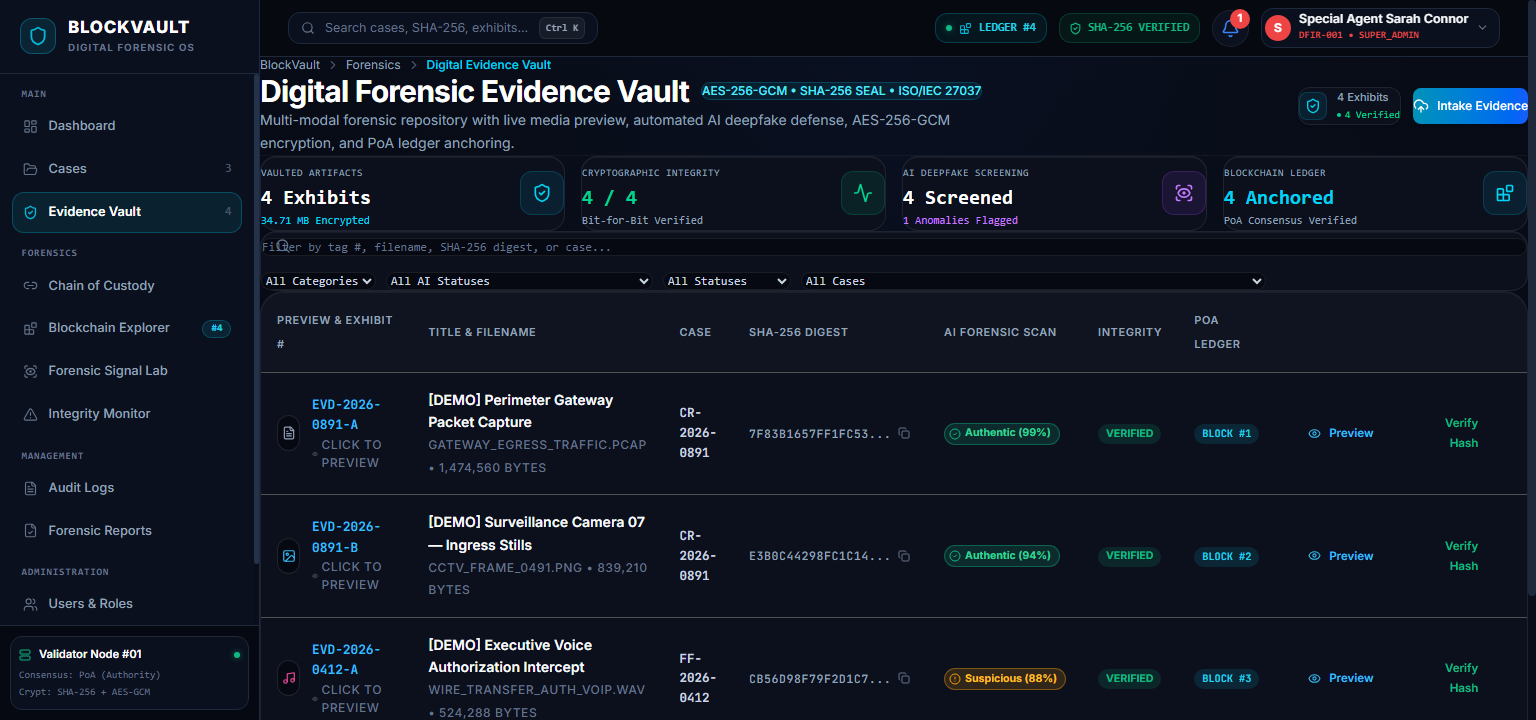 BLOCKVAULT
DIGITAL FORENSIC OS
Search cases, SHA-256, exhibits...
Ctrl K
LEDGER #4
SHA-256 VERIFIED
1
S
Special Agent Sarah Connor
DFIR-001 • SUPER_ADMIN
MAIN
Dashboard
Cases 3
Evidence Vault 4
FORENSICS
Chain of Custody
Blockchain Explorer #4
Forensic Signal Lab
Integrity Monitor
MANAGEMENT
Audit Logs
Forensic Reports
ADMINISTRATION
Users & Roles
Validator Node #01
Consensus: PoA (Authority)
Crypt: SHA-256 + AES-GCM
BlockVault > Forensics > Digital Evidence Vault
Digital Forensic Evidence Vault
AES-256-GCM • SHA-256 SEAL • ISO/IEC 27037
Multi-modal forensic repository with live media preview, automated AI deepfake defense, AES-256-GCM
encryption, and PoA ledger anchoring.
4 Exhibits
• 4 Verified
Intake Evidence
VAULTED ARTIFACTS
4 Exhibits
34.71 MB Encrypted
CRYPTOGRAPHIC INTEGRITY
4 / 4
Bit-for-Bit Verified
AI DEEPFAKE SCREENING
4 Screened
1 Anomalies Flagged
BLOCKCHAIN LEDGER
4 Anchored
PoA Consensus Verified
Filter by tag #, filename, SHA-256 digest, or case...
All Categories
All AI Statuses
All Statuses
All Cases
PREVIEW & EXHIBIT
#
TITLE & FILENAME
CASE
SHA-256 DIGEST
AI FORENSIC SCAN
INTEGRITY
POA
LEDGER
EVD-2026-
0891-A
CLICK TO
PREVIEW
[DEMO] Perimeter Gateway
Packet Capture
GATEWAY_EGRESS_TRAFFIC.PCAP
• 1,474,560 BYTES
CR-
2026-
0891
7F83B1657FF1FC53...
Authentic (99%)
VERIFIED
BLOCK #1
Preview
Verify
Hash
EVD-2026-
0891-B
CLICK TO
PREVIEW
[DEMO] Surveillance Camera 07
— Ingress Stills
CCTV_FRAME_0491.PNG • 839,210
BYTES
CR-
2026-
0891
E3B0C44298FC1C14...
Authentic (94%)
VERIFIED
BLOCK #2
Preview
Verify
Hash
EVD-2026-
0412-A
CLICK TO
PREVIEW
[DEMO] Executive Voice
Authorization Intercept
WIRE_TRANSFER_AUTH_VOIP.WAV
• 524,288 BYTES
FF-
2026-
0412
CB56D98F79F2D1C7...
Suspicious (88%)
VERIFIED
BLOCK #3
Preview
Verify
Hash